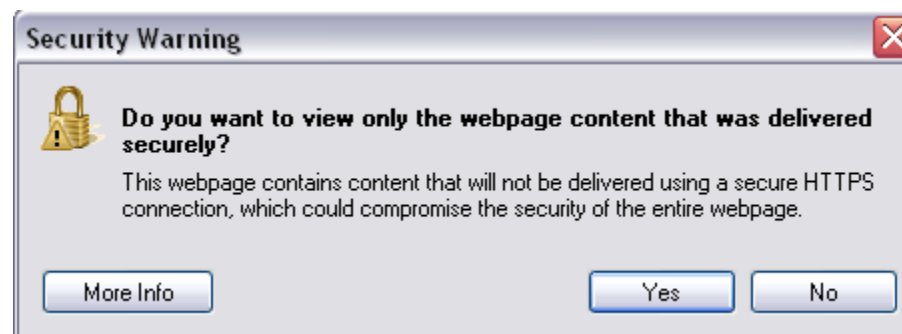 Security Warning
Do you want to view only the webpage content that was delivered
securely?
This webpage contains content that will not be delivered using a secure HTTPS
connection, which could compromise the security of the entire webpage.
More Info
Yes
No